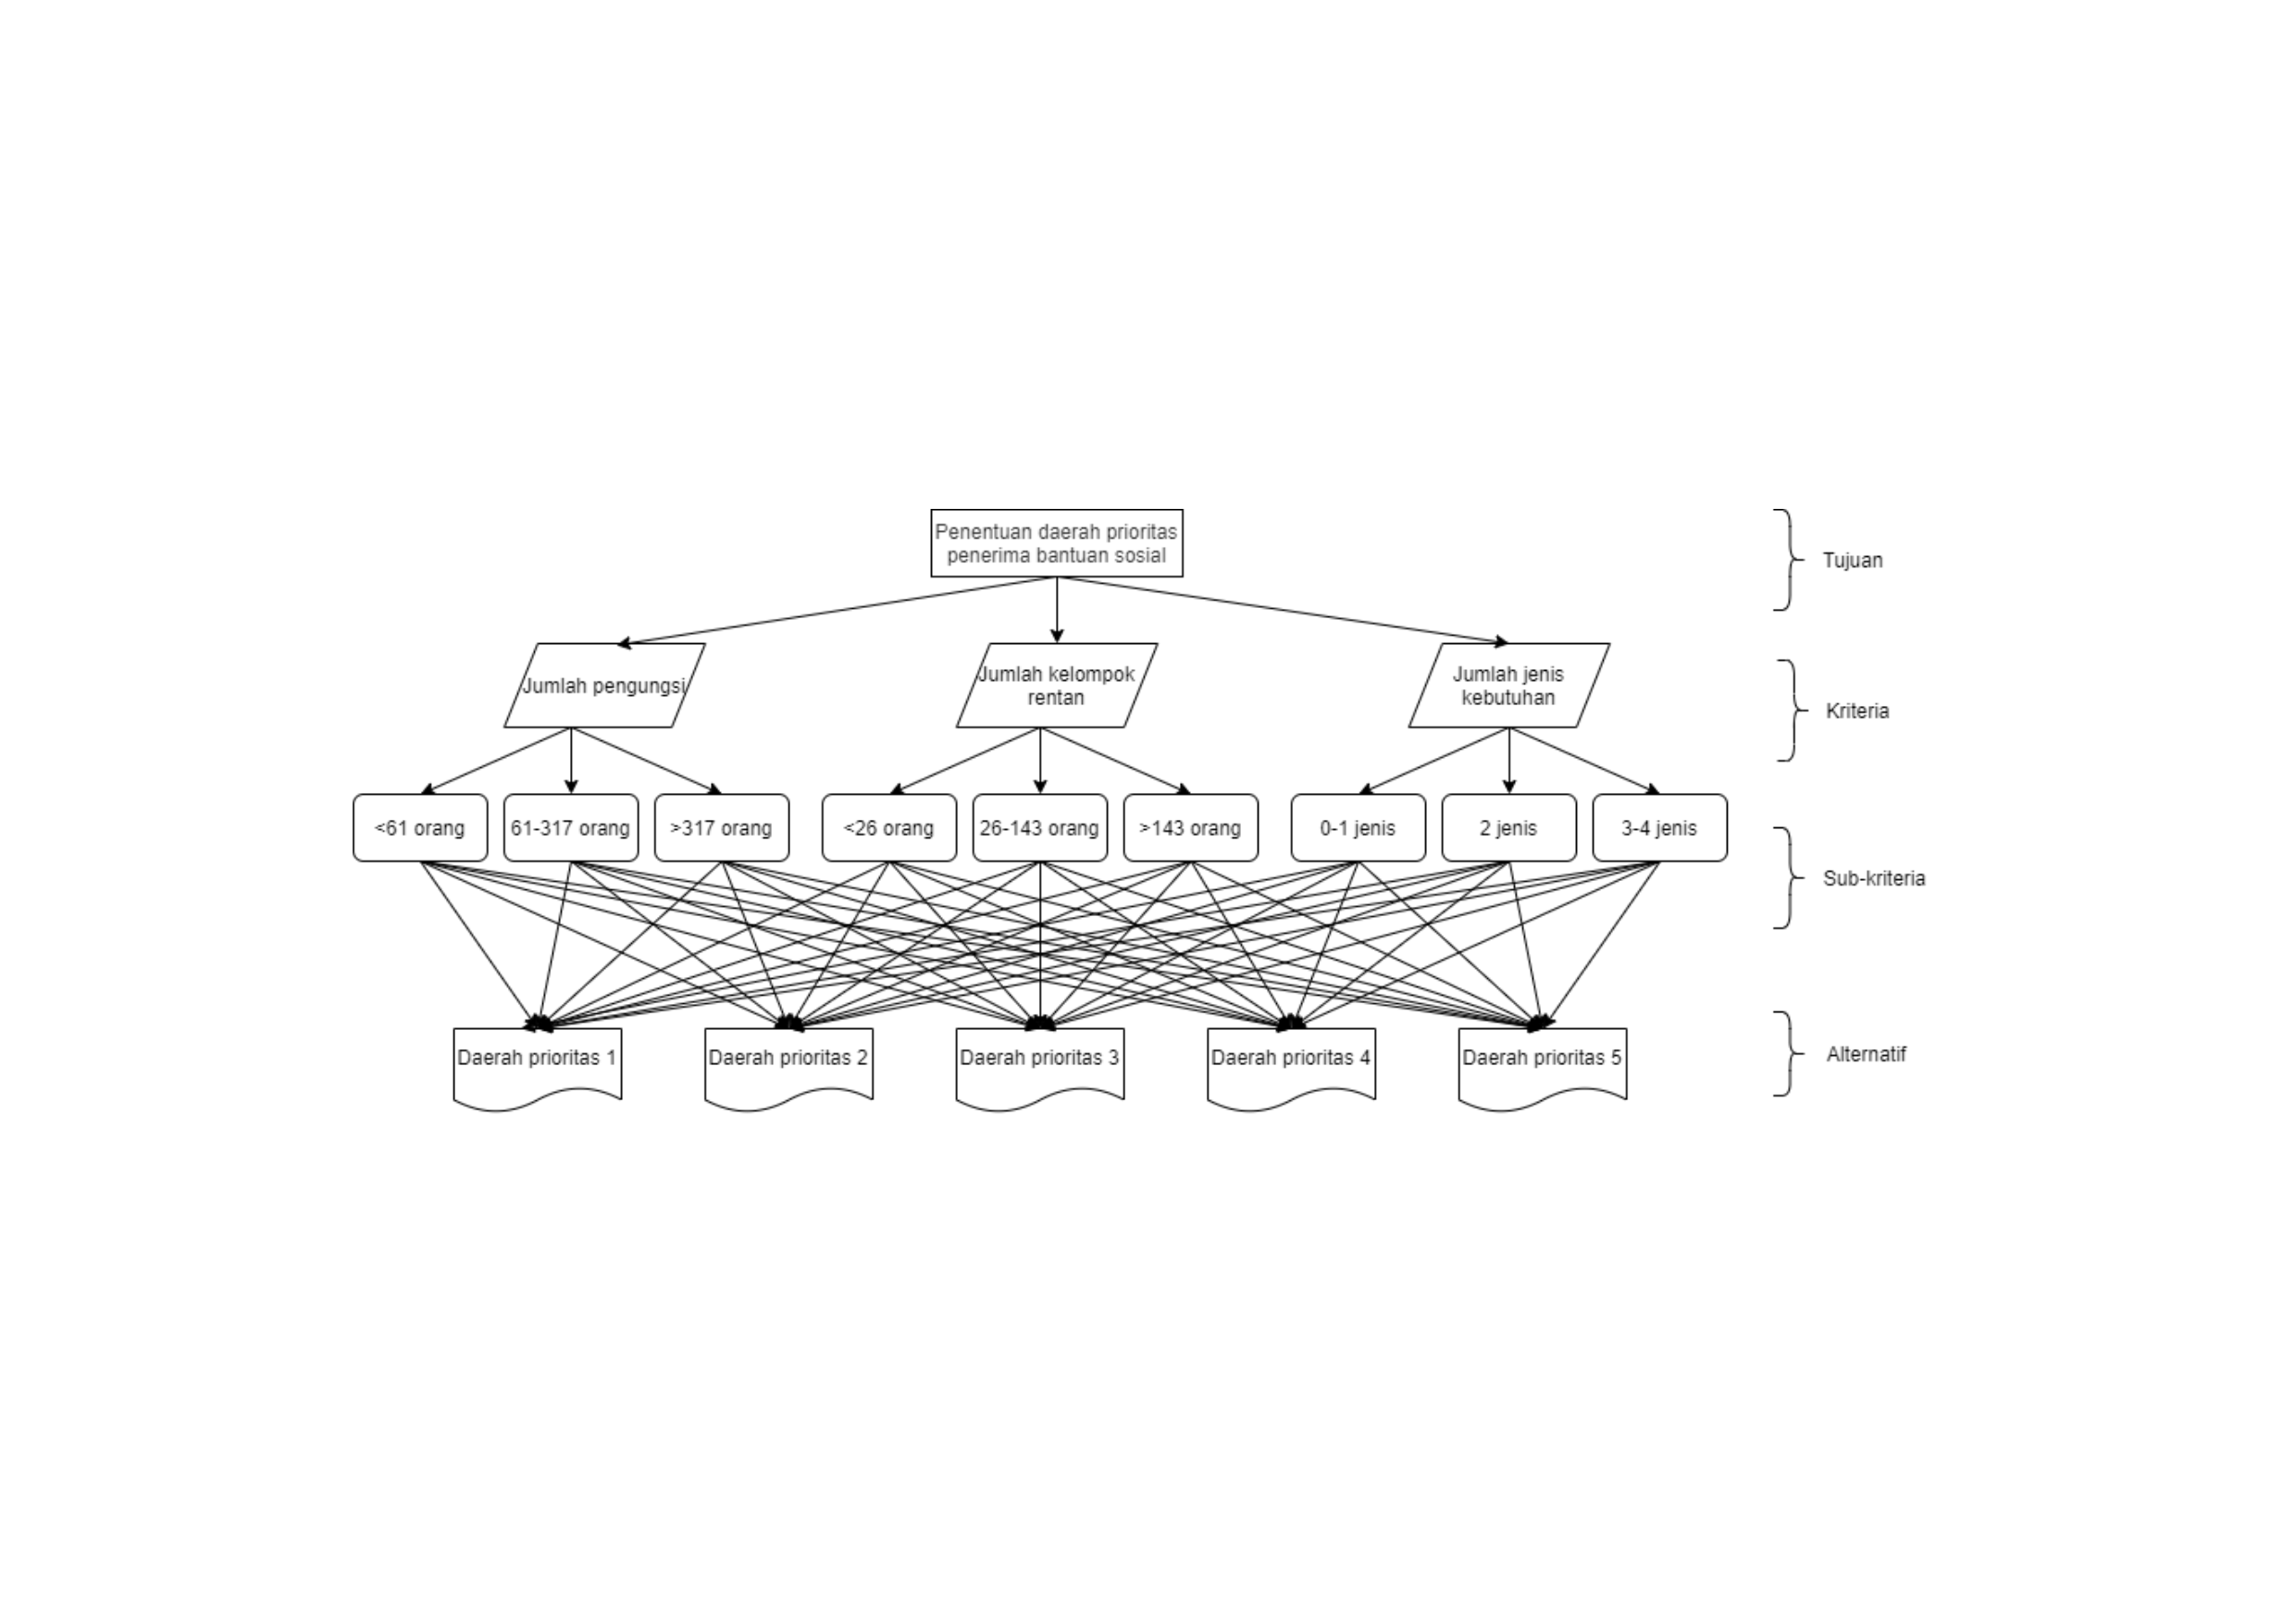 Penentuan daerah prioritas
penerima bantuan sosial
Tujuan
Jumlah pengungsi
Jumlah kelompok
rentan
Jumlah jenis
kebutuhan
Kriteria
<61 orang
61-317 orang
>317 orang
<26 orang
26-143 orang
>143 orang
0-1 jenis
2 jenis
3-4 jenis
Sub-kriteria
Daerah prioritas 1
Daerah prioritas 2
Daerah prioritas 3
Daerah prioritas 4
Daerah prioritas 5
Alternatif